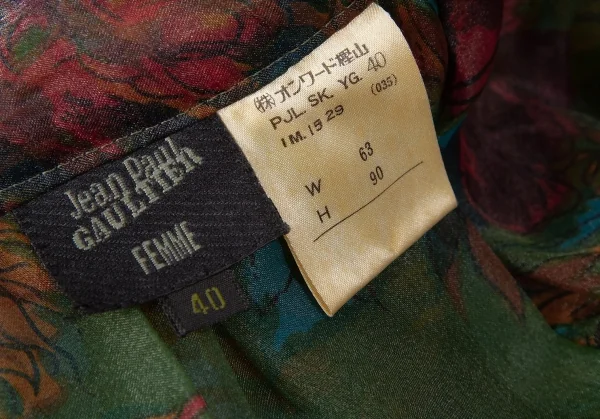 Jean Paul
GAULTIER
FEMME
40
㈱オンワード樫山
PJL. SK. YG. 40
1M. 15 29 (035)
W 63
H 90